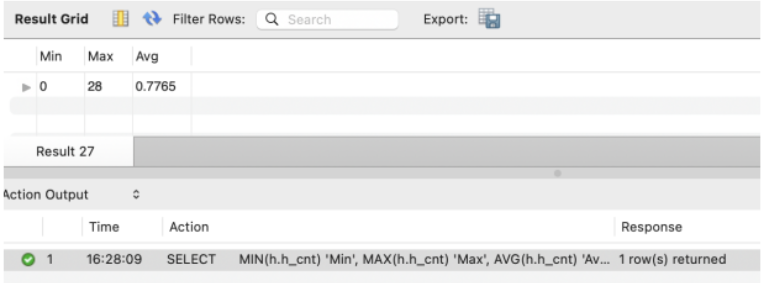 Result Grid Filter Rows: Search Export:
Min Max Avg
0 28 0.7765
Result 27
Action Output
Time Action Response
1 16:28:09 SELECT MIN(h.h_cnt) 'Min', MAX(h.h_cnt) 'Max', AVG(h.h_cnt) 'Av... 1 row(s) returned